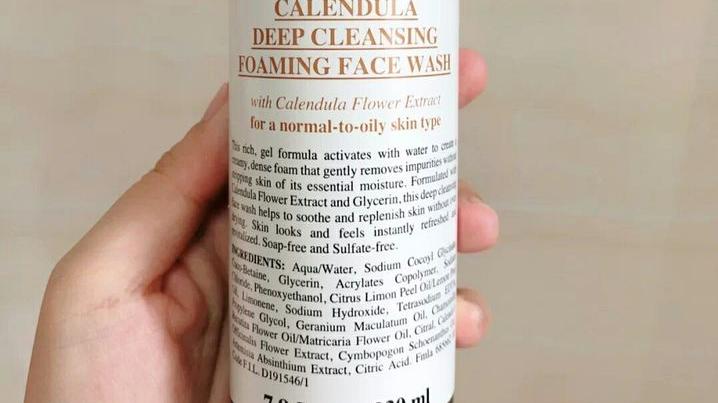 CALENDULA
DEEP CLEANSING
FOAMING FACE WASH
with Calendula Flower Extract
for a normal-to-oily skin type
This rich, gel formula activates with water to create a
creamy, dense foam that gently removes impurities without
stripping skin of its essential moisture. Formulated with
Calendula Flower Extract and Glycerin, this deep cleansing
face wash helps to soothe and replenish skin without over
drying. Skin looks and feels instantly refreshed
revitalized. Soap-free and Sulfate-free.
INGREDIENTS: Aqua/Water, Sodium Cocoyl Glycinate,
Coco-Betaine, Glycerin, Acrylates Copolymer, Sodium
Chloride, Phenoxyethanol, Citrus Limon Peel Oil/Lemon Peel
Oil, Limonene, Sodium Hydroxide, Tetrasodium
Propylene Glycol, Geranium Maculatum Oil,
Flower Oil/Matricaria Flower Oil, Citral,
Officinalis Flower Extract, Cymbopogon
Absinthium Extract, Citric Acid. Fmla
Code F.I.L. D191546/1
ml